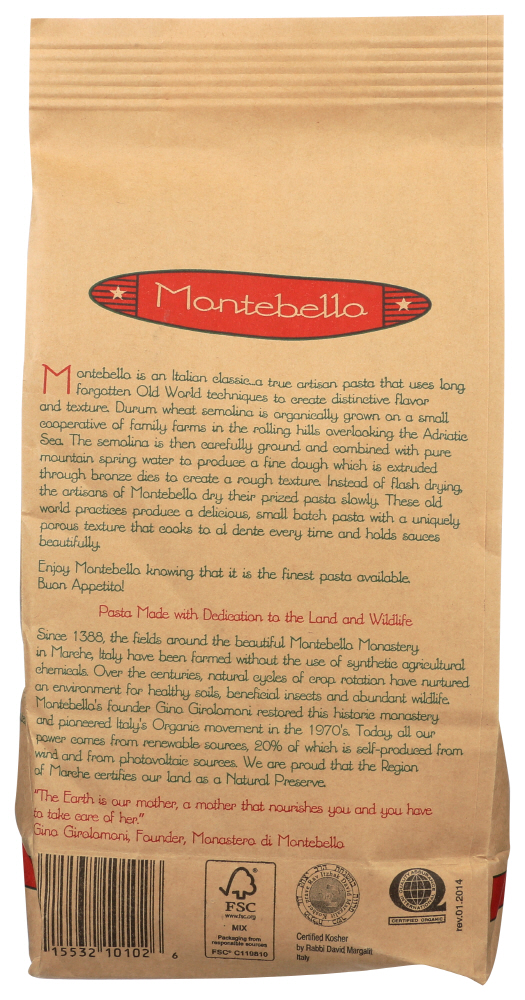 Montebello
Montebello is an Italian classic...a true artisan pasta that uses long
forgotten Old World techniques to create distinctive flavor
and texture. Durum wheat semolina is organically grown on a small
cooperative of family farms in the rolling hills overlooking the Adriatic
Sea. The semolina is then carefully ground and combined with pure
mountain spring water to produce a fine dough which is extruded
through bronze dies to create a rough texture. Instead of flash drying,
the artisans of Montebello dry their prized pasta slowly. These old
world practices produce a delicious, small batch pasta with a uniquely
porous texture that cooks to al dente every time and holds sauces
beautifully.
Enjoy Montebello knowing that it is the finest pasta available.
Buon Appetito!
Pasta Made with Dedication to the Land and Wildlife
Since 1388, the fields around the beautiful Montebello Monastery
in Marche, Italy have been farmed without the use of synthetic agricultural
chemicals. Over the centuries, natural cycles of crop rotation have nurtured
an environment for healthy soils, beneficial insects and abundant wildlife.
Montebello's founder Gino Girolomoni restored this historic monastery
and pioneered Italy's Organic movement in the 1970's. Today, all our
power comes from renewable sources, 20% of which is self-produced from
wind and from photovoltaic sources. We are proud that the Region
of Marche certifies our land as a Natural Preserve.
"The Earth is our mother, a mother that nourishes you and you have
to take care of her."
Gino Girolomoni, Founder, Monastero di Montebello
15532 10102 6
FSC
www.fsc.org
MIX
Packaging from
responsible sources
FSC® C119810
Certified Kosher
by Rabbi David Margalit
Italy
QUALITY ASSURANCE
INTERNATIONAL
CERTIFIED ORGANIC
rev.01.2014